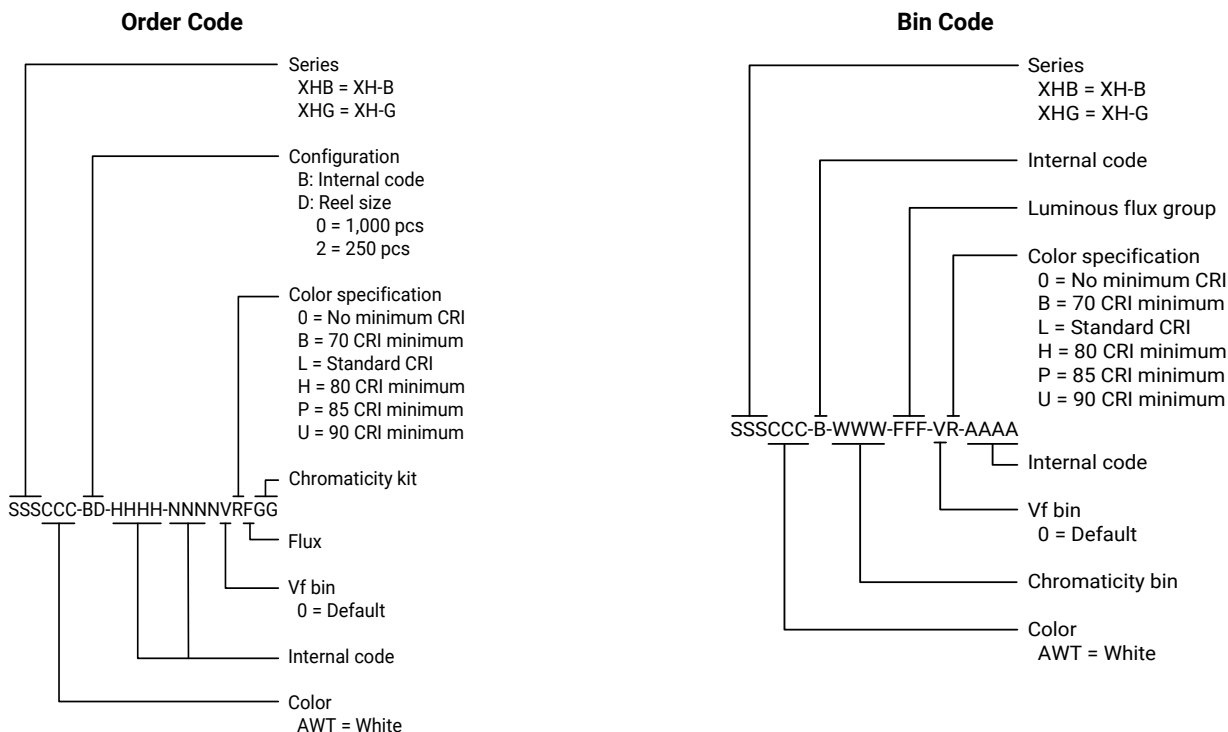 Order Code
Series
XHB = XH-B
XHG = XH-G
Configuration
B: Internal code
D: Reel size
0 = 1,000 pcs
2 = 250 pcs
Color specification
0 = No minimum CRI
B = 70 CRI minimum
L = Standard CRI
H = 80 CRI minimum
P = 85 CRI minimum
U = 90 CRI minimum
Chromaticity kit
SSSCCC-BD-HHHH-NNNNVRFGG
Flux
Vf bin
0 = Default
Internal code
Color
AWT = White
Bin Code
Series
XHB = XH-B
XHG = XH-G
Internal code
Luminous flux group
Color specification
0 = No minimum CRI
B = 70 CRI minimum
L = Standard CRI
H = 80 CRI minimum
P = 85 CRI minimum
U = 90 CRI minimum
SSSCCC-B-WWW-FFF-VR-AAAA
Internal code
Vf bin
0 = Default
Chromaticity bin
Color
AWT = White